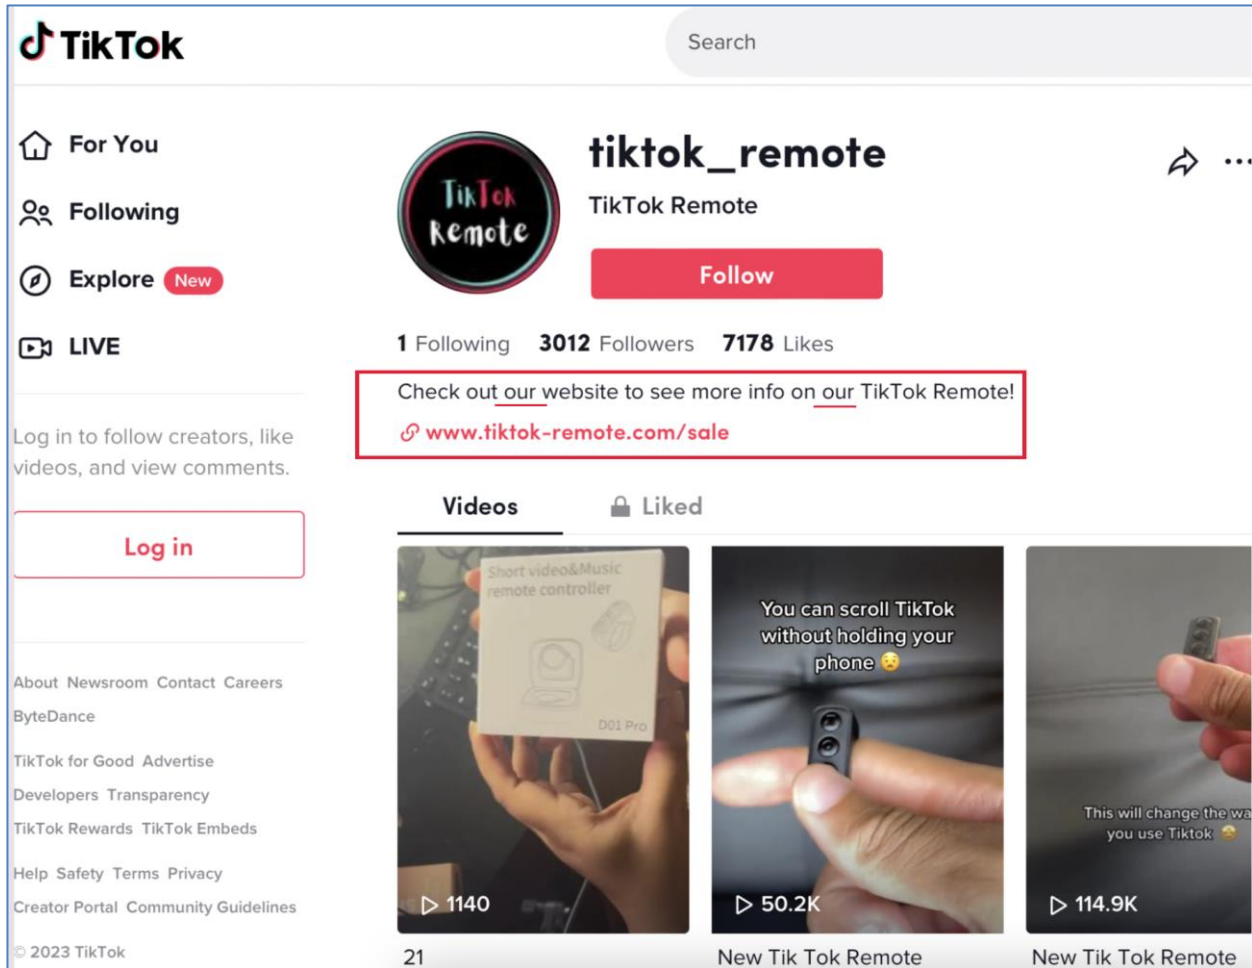 TikTok
Search
For You
Following
Explore New
LIVE
Log in to follow creators, like
videos, and view comments.
Log in
About Newsroom Contact Careers
ByteDance
TikTok for Good Advertise
Developers Transparency
TikTok Rewards TikTok Embeds
Help Safety Terms Privacy
Creator Portal Community Guidelines
© 2023 TikTok
TikTok
Remote
tiktok_remote
TikTok Remote
Follow
1 Following 3012 Followers 7178 Likes
Check out our website to see more info on our TikTok Remote!
www.tiktok-remote.com/sale
Videos Liked
Short video&Music
remote controller
D01 Pro
1140
21
You can scroll TikTok
without holding your
phone
50.2K
New Tik Tok Remote
This will change the
you use Tiktok
114.9K
New Tik Tok Remote